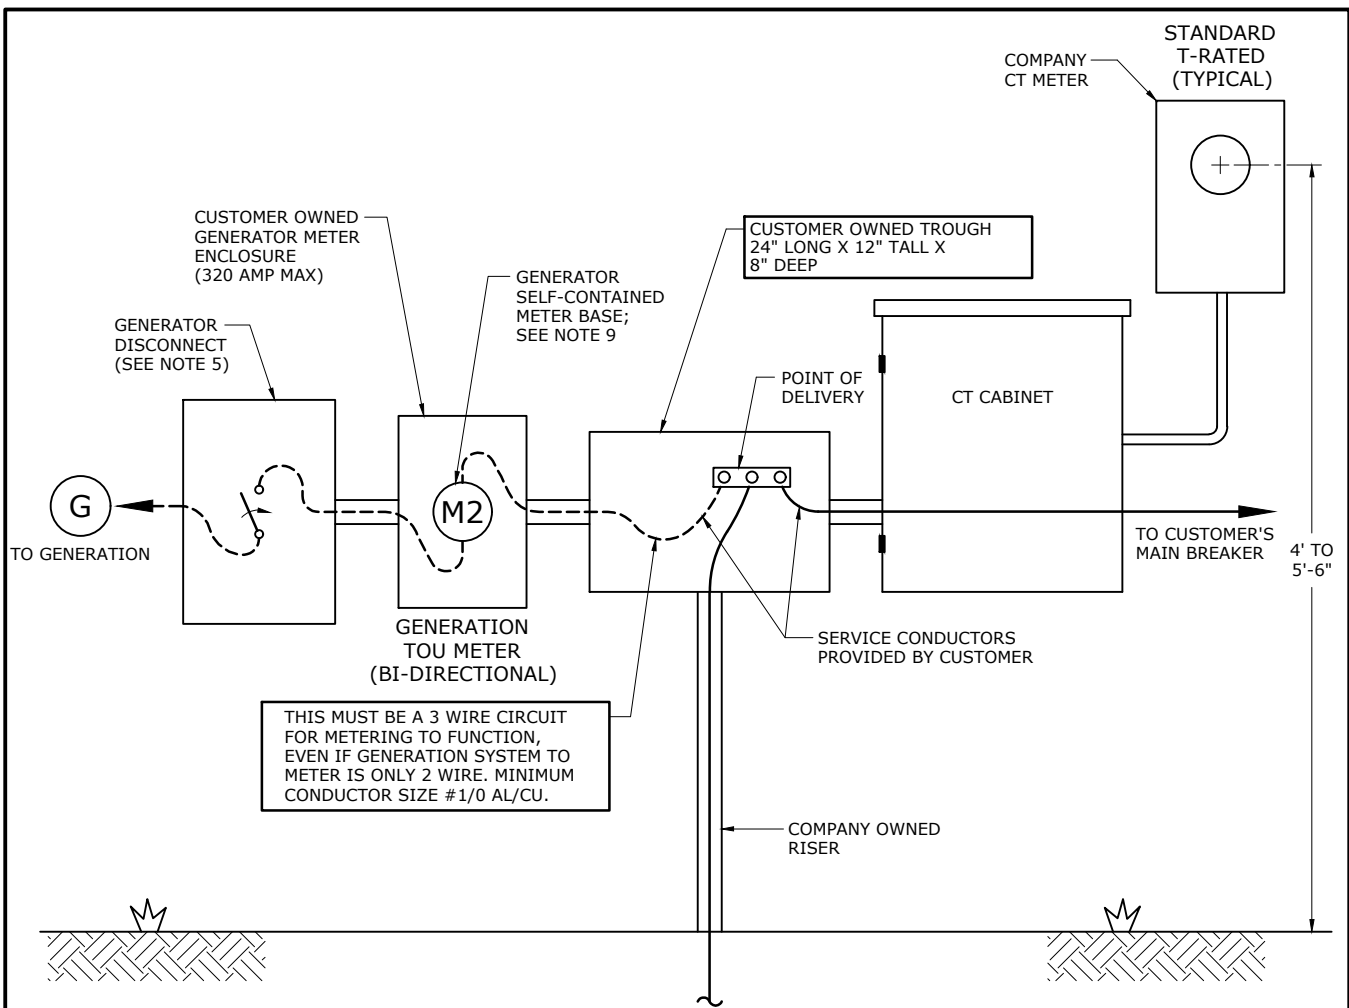 STANDARD
T-RATED
(TYPICAL)
COMPANY
CT METER
CUSTOMER OWNED
GENERATOR METER
ENCLOSURE
(320 AMP MAX)
CUSTOMER OWNED TROUGH
24" LONG X 12" TALL X
8" DEEP
GENERATOR
SELF-CONTAINED
METER BASE;
SEE NOTE 9
GENERATOR
DISCONNECT
(SEE NOTE 5)
POINT OF
DELIVERY
CT CABINET
G
M2
TO GENERATION
TO CUSTOMER'S
MAIN BREAKER
4' TO
5'-6"
GENERATION
TOU METER
(BI-DIRECTIONAL)
SERVICE CONDUCTORS
PROVIDED BY CUSTOMER
THIS MUST BE A 3 WIRE CIRCUIT
FOR METERING TO FUNCTION,
EVEN IF GENERATION SYSTEM TO
METER IS ONLY 2 WIRE. MINIMUM
CONDUCTOR SIZE #1/0 AL/CU.
COMPANY OWNED
RISER